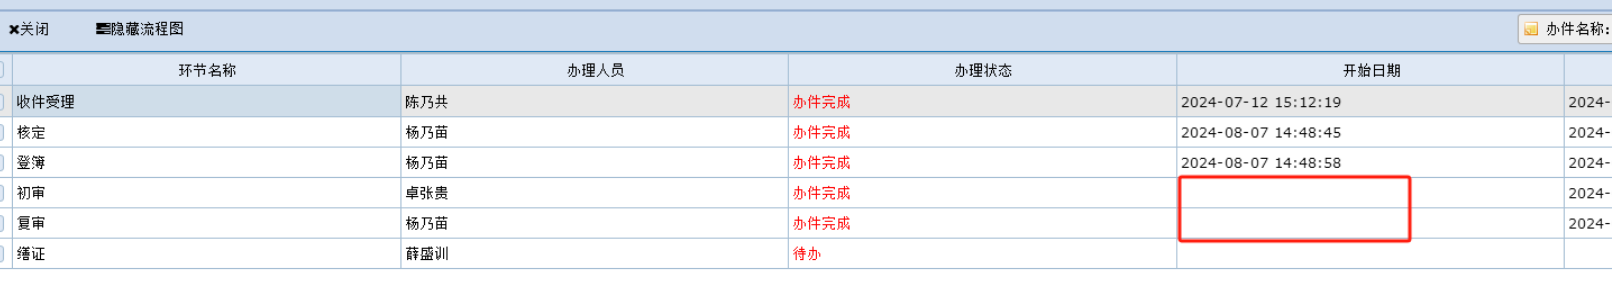 关闭 隐藏流程图 办件名称:
环节名称 办理人员 办理状态 开始日期
收件受理 陈乃共 办件完成 2024-07-12 15:12:19 2024-
核定 杨乃苗 办件完成 2024-08-07 14:48:45 2024-
登簿 杨乃苗 办件完成 2024-08-07 14:48:58 2024-
初审 卓张贵 办件完成 2024-
复审 杨乃苗 办件完成 2024-
缮证 薛盛训 待办